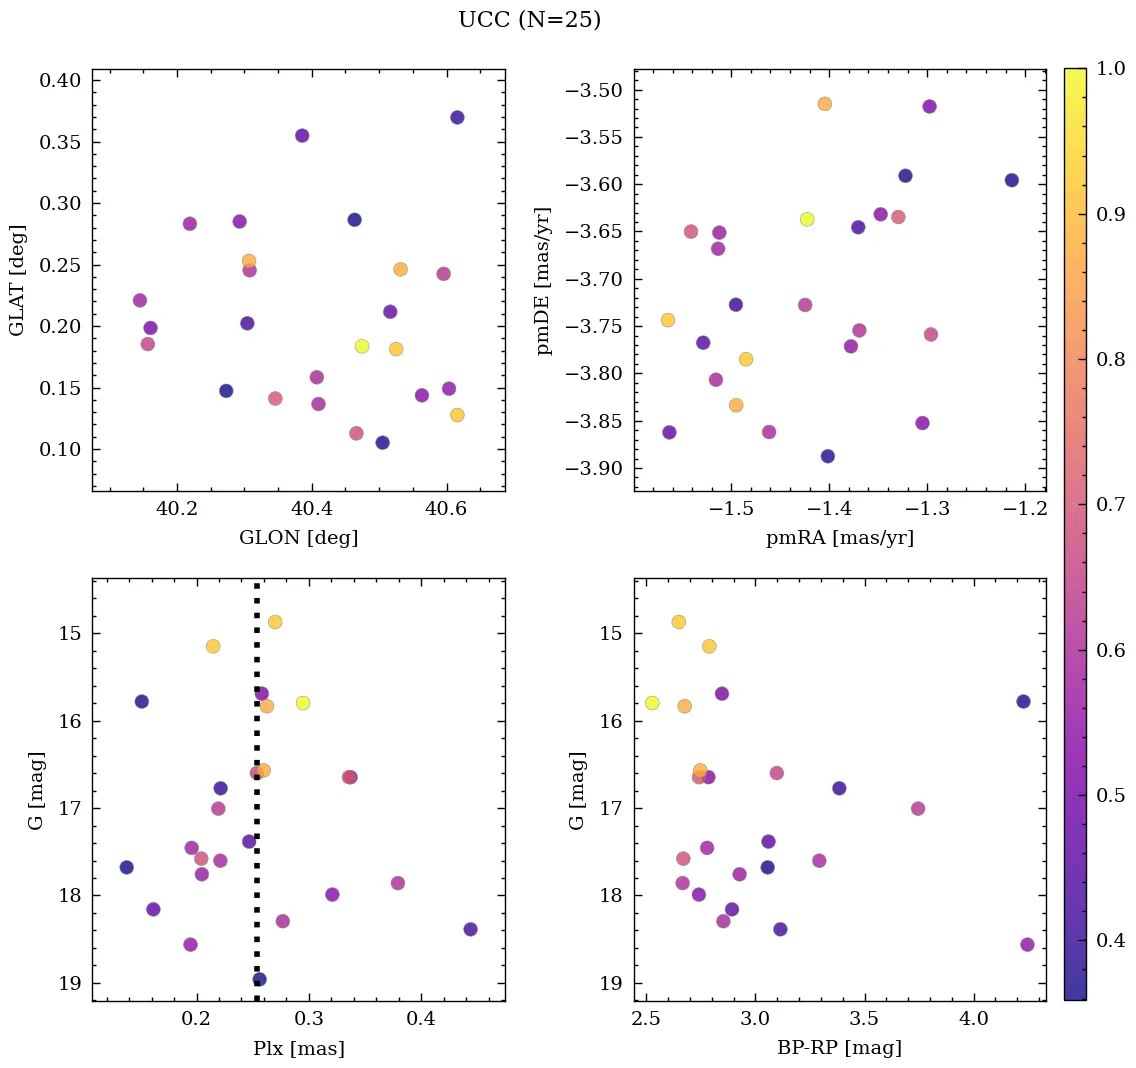 UCC (N=25)
0.40
0.35
0.30
0.25
0.20
0.15
0.10
GLAT [deg]
40.2 40.4 40.6
GLON [deg]
−3.50
−3.55
−3.60
−3.65
−3.70
−3.75
−3.80
−3.85
−3.90
pmDE [mas/yr]
−1.5 −1.4 −1.3 −1.2
pmRA [mas/yr]
1.0
0.9
0.8
0.7
0.6
0.5
0.4
15
16
17
18
19
G [mag]
0.2 0.3 0.4
Plx [mas]
15
16
17
18
19
G [mag]
2.5 3.0 3.5 4.0
BP-RP [mag]